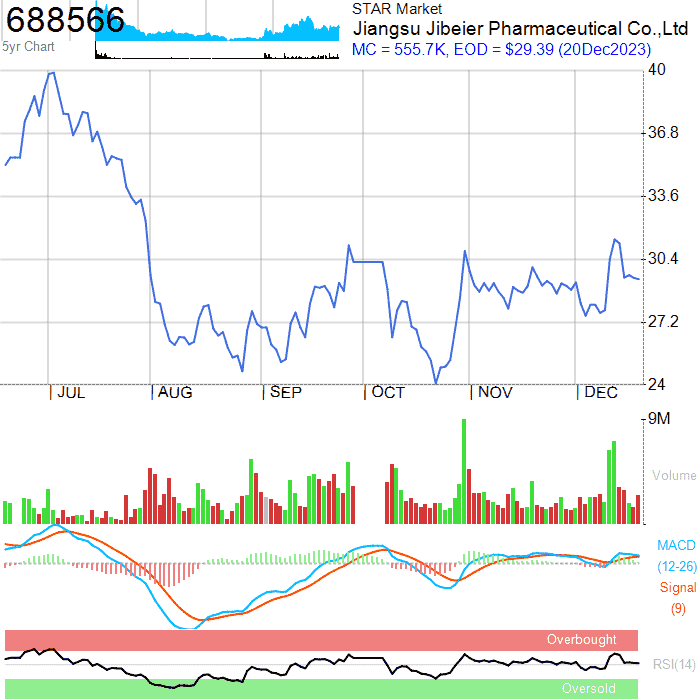 688566
5yr Chart
STAR Market
Jiangsu Jibeier Pharmaceutical Co.,Ltd
MC = 555.7K, EOD = $29.39 (20Dec2023)
40
36.8
33.6
30.4
27.2
24
| JUL | AUG | SEP | OCT | NOV | DEC
9M
Volume
MACD
(12-26)
Signal
(9)
Overbought
RSI(14)
Oversold